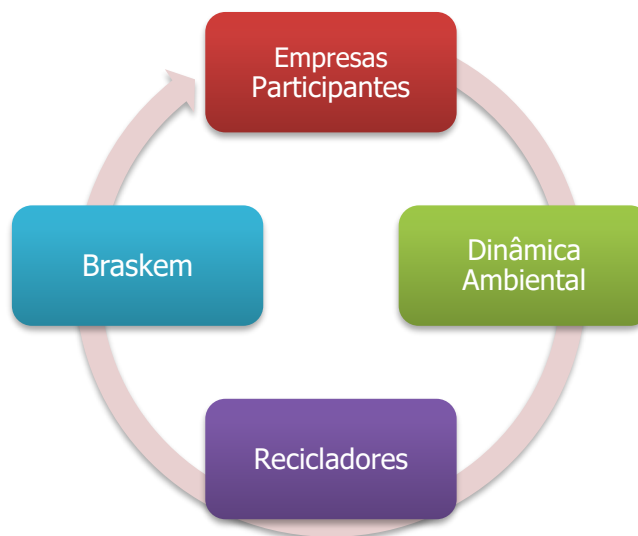 Empresas
Participantes
Dinâmica
Ambiental
Recicladores
Braskem